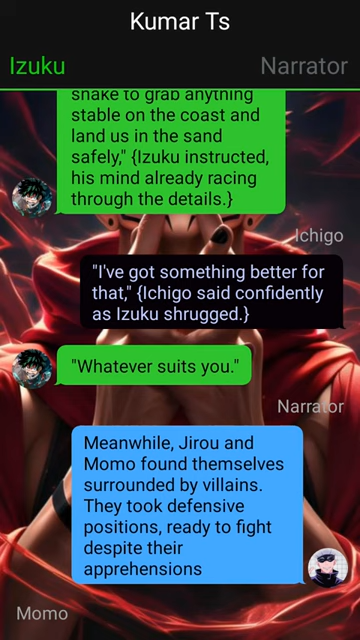 Kumar Ts
Izuku
Narrator
snake to grab anything
stable on the coast and
land us in the sand
safely," {Izuku instructed,
his mind already racing
through the details.}
Ichigo
"I've got something better for
that," {Ichigo said confidently
as Izuku shrugged.}
"Whatever suits you."
Narrator
Meanwhile, Jirou and
Momo found themselves
surrounded by villains.
They took defensive
positions, ready to fight
despite their
apprehensions
Momo